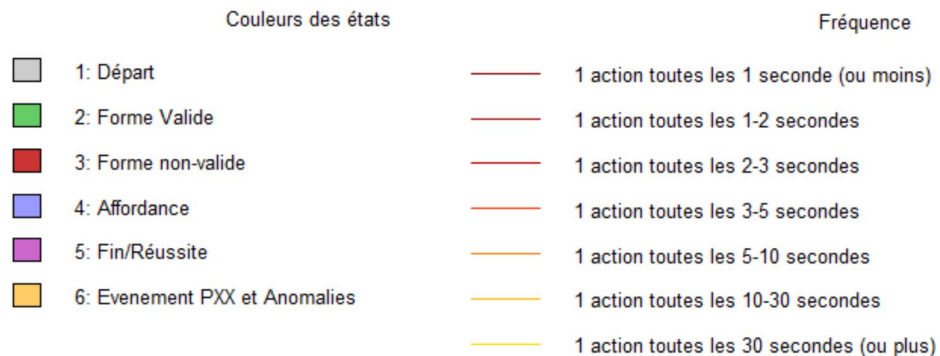 Couleurs des états
Fréquence
1: Départ
1 action toutes les 1 seconde (ou moins)
2: Forme Valide
1 action toutes les 1-2 secondes
3: Forme non-valide
1 action toutes les 2-3 secondes
4: Affordance
1 action toutes les 3-5 secondes
5: Fin/Réussite
1 action toutes les 5-10 secondes
6: Evenement PXX et Anomalies
1 action toutes les 10-30 secondes
1 action toutes les 30 secondes (ou plus)